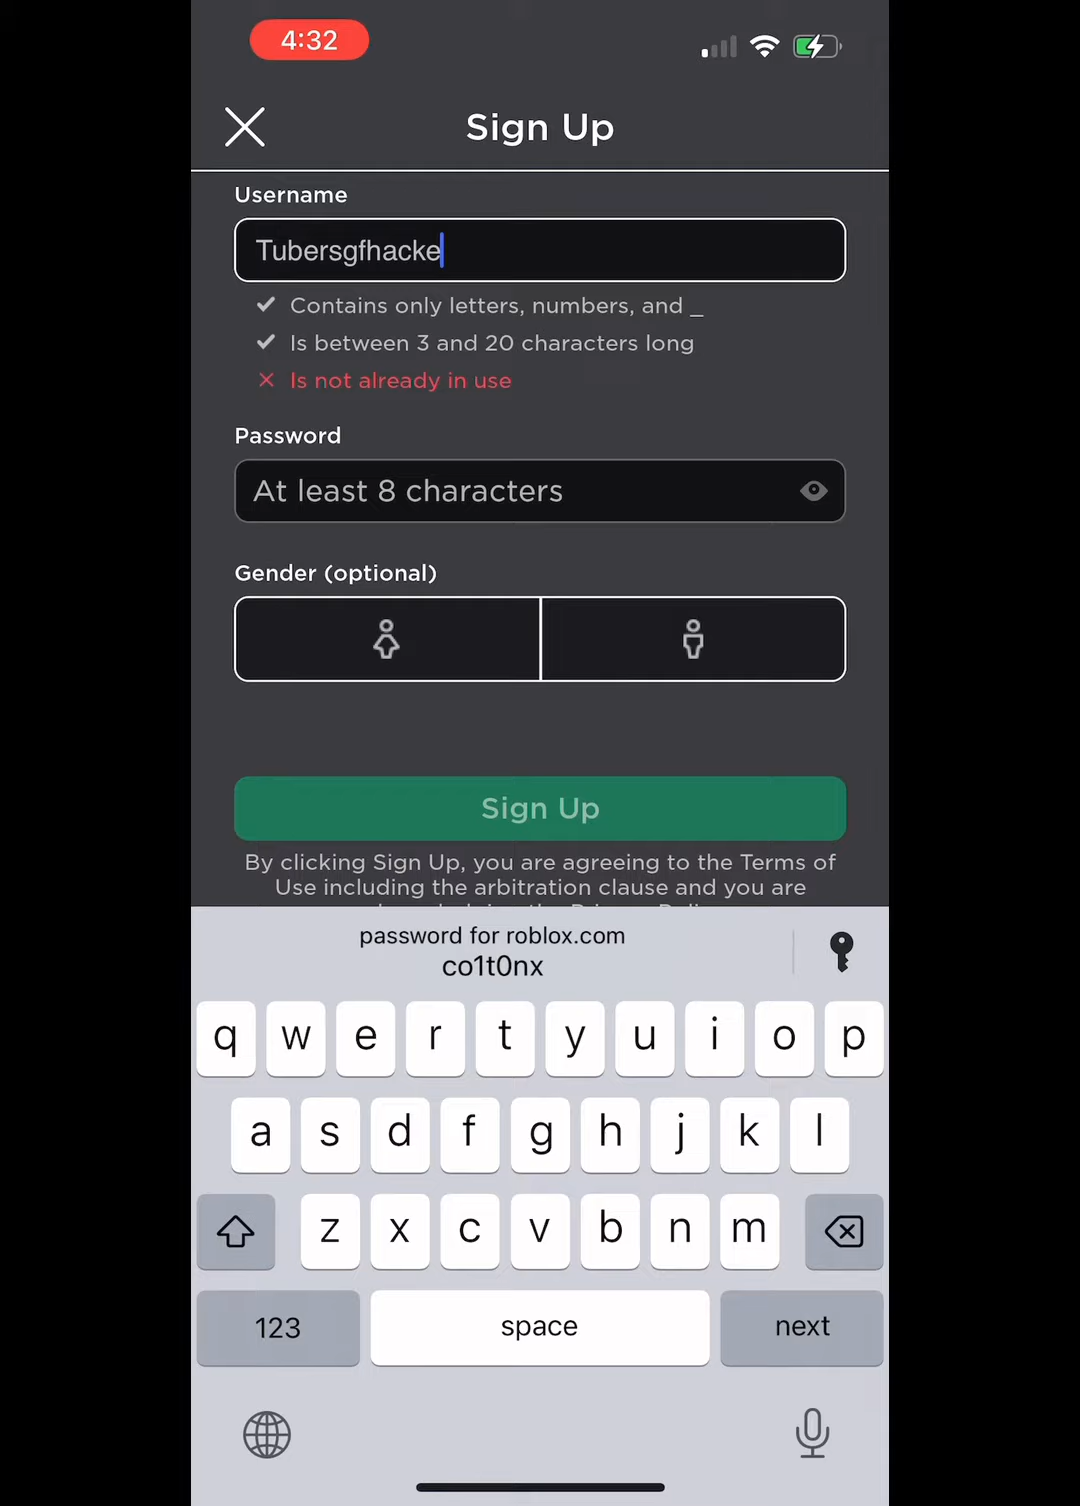 4:32
Sign Up
Username
Tubersgfhacke
Contains only letters, numbers, and _
Is between 3 and 20 characters long
Is not already in use
Password
At least 8 characters
Gender (optional)
Sign Up
By clicking Sign Up, you are agreeing to the Terms of
Use including the arbitration clause and you are
password for roblox.com
co1t0nx
q w e r t y u i o p
a s d f g h j k l
z x c v b n m
123 space next